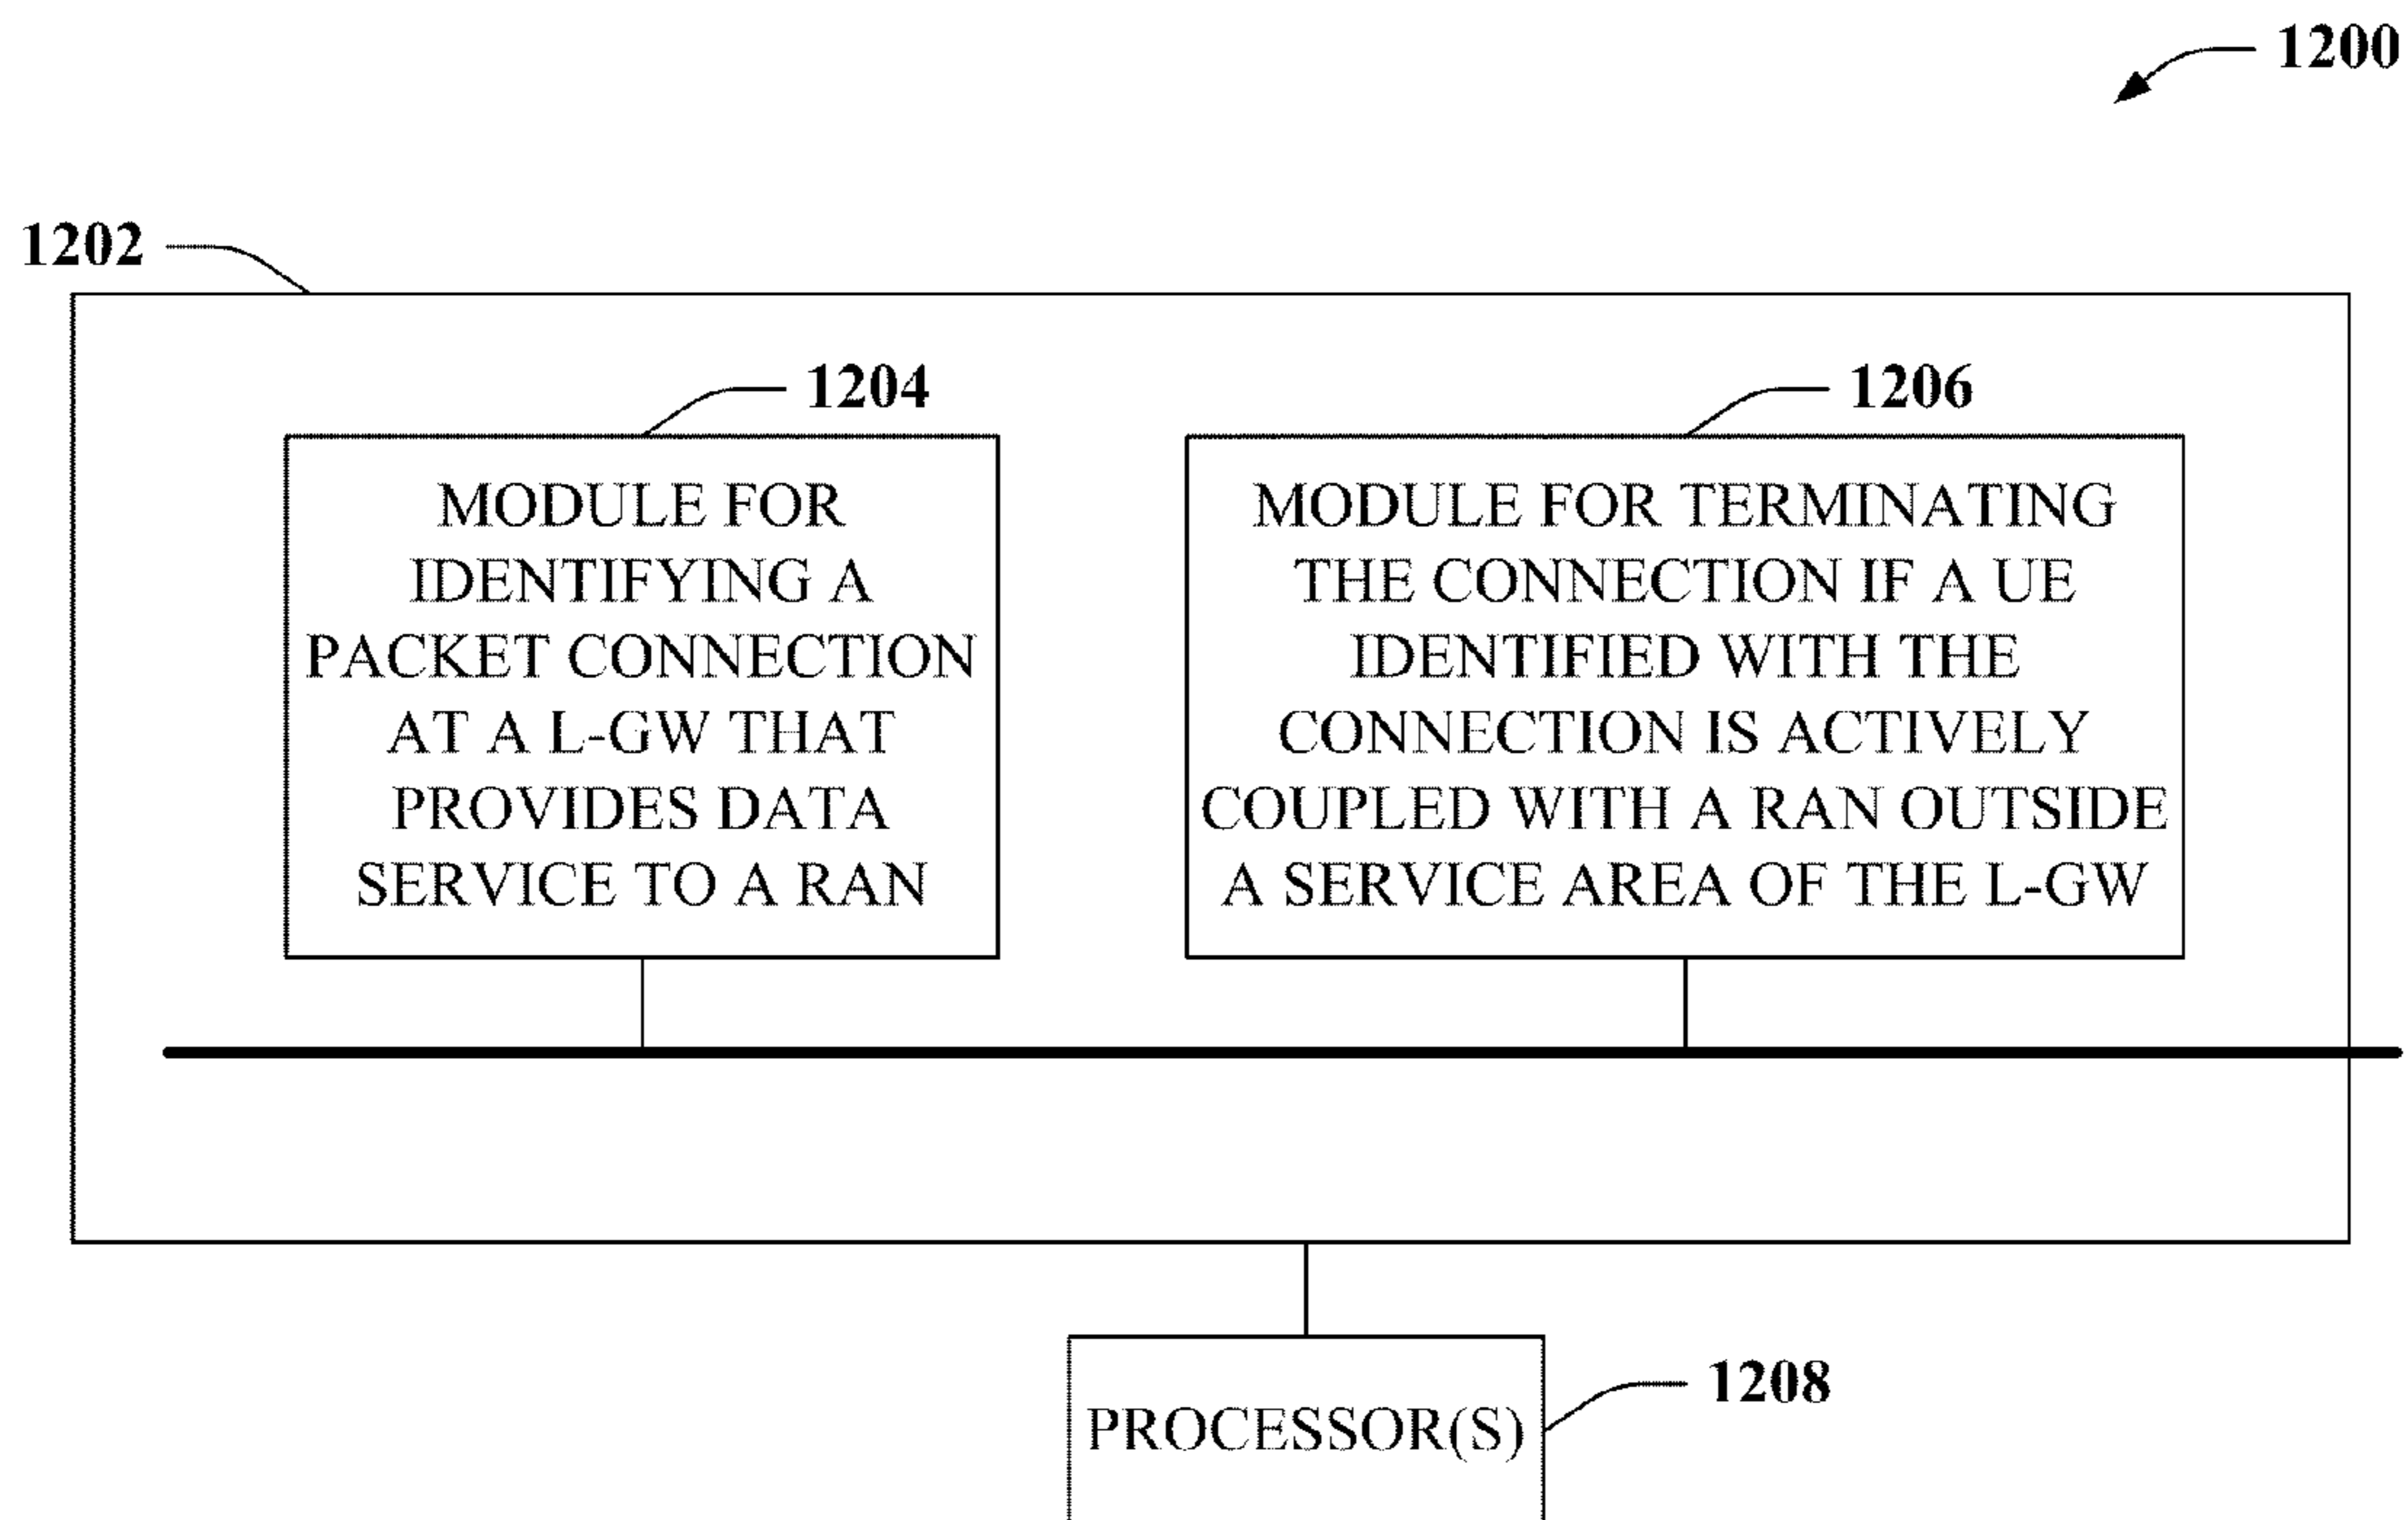 1200
1202
1204
1206
MODULE FOR
IDENTIFYING A
PACKET CONNECTION
AT A L-GW THAT
PROVIDES DATA
SERVICE TO A RAN
MODULE FOR TERMINATING
THE CONNECTION IF A UE
IDENTIFIED WITH THE
CONNECTION IS ACTIVELY
COUPLED WITH A RAN OUTSIDE
A SERVICE AREA OF THE L-GW
1208
PROCESSOR(S)